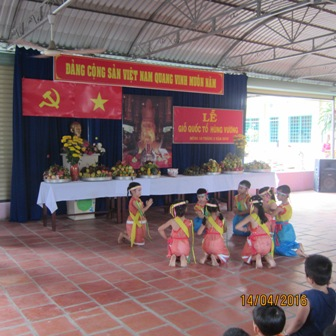 ĐẢNG CỘNG SẢN VIỆT NAM QUANG VINH MUÔN NĂM
LỄ
GIỖ QUỐC TỔ HÙNG VƯƠNG
14/04/2016